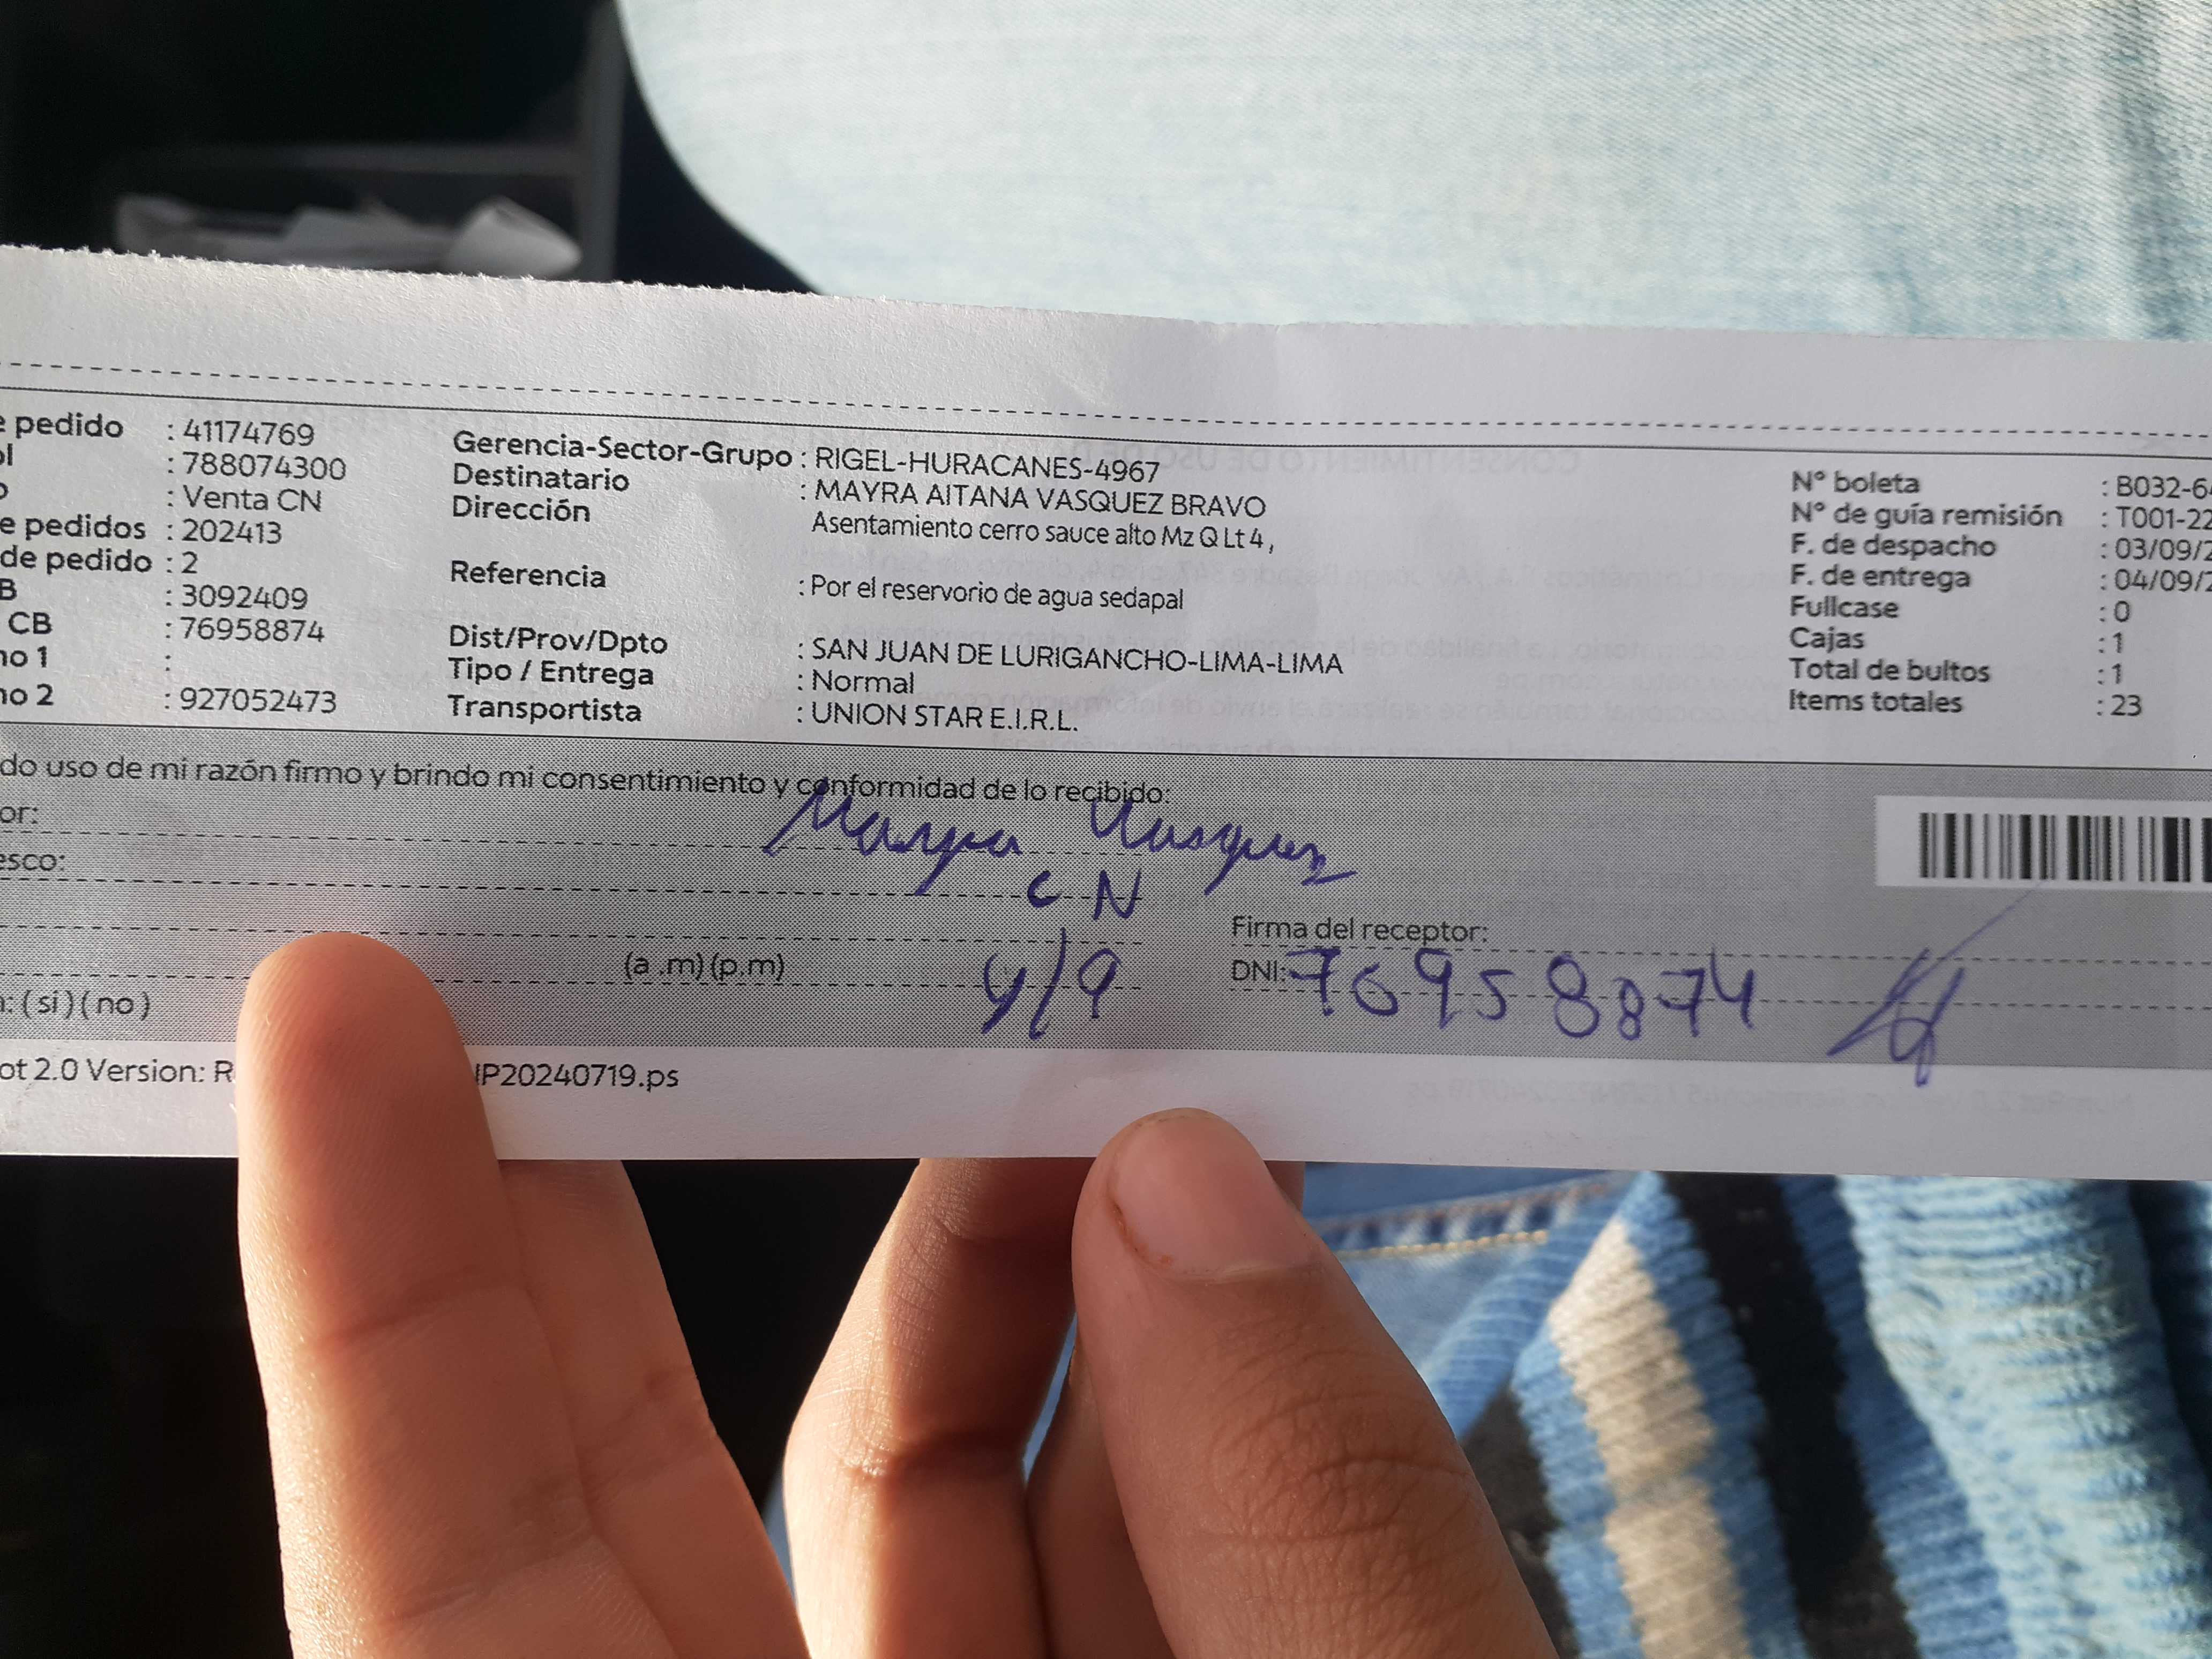 e pedido : 41174769
ol : 788074300
o : Venta CN
e pedidos : 202413
de pedido : 2
B : 3092409
CB : 76958874
no 1 :
no 2 : 927052473
Gerencia-Sector-Grupo : RIGEL-HURACANES-4967
Destinatario : MAYRA AITANA VASQUEZ BRAVO
Dirección Asentamiento cerro sauce alto Mz Q Lt 4 ,
Referencia : Por el reservorio de agua sedapal
Dist/Prov/Dpto : SAN JUAN DE LURIGANCHO-LIMA-LIMA
Tipo / Entrega : Normal
Transportista : UNION STAR E.I.R.L.
N° boleta : B032-64
N° de guía remisión : T001-22
F. de despacho : 03/09/2
F. de entrega : 04/09/2
Fullcase : 0
Cajas : 1
Total de bultos : 1
Items totales : 23
do uso de mi razón firmo y brindo mi consentimiento y conformidad de lo recibido:
or: Mayra Vasquez
esco: C N
Firma del receptor:
(a .m) (p.m) 4/9
DNI: 76958874
n: ( si ) ( no )
ot 2.0 Version: R IP20240719.ps